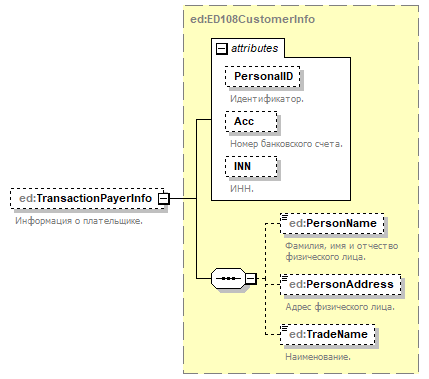 ed:ED108CustomerInfo
attributes
PersonalID
Идентификатор.
Acc
Номер банковского счета.
INN
ИНН.
ed:TransactionPayerInfo
Информация о плательщике.
ed:PersonName
Фамилия, имя и отчество
физического лица.
ed:PersonAddress
Адрес физического лица.
ed:TradeName
Наименование.